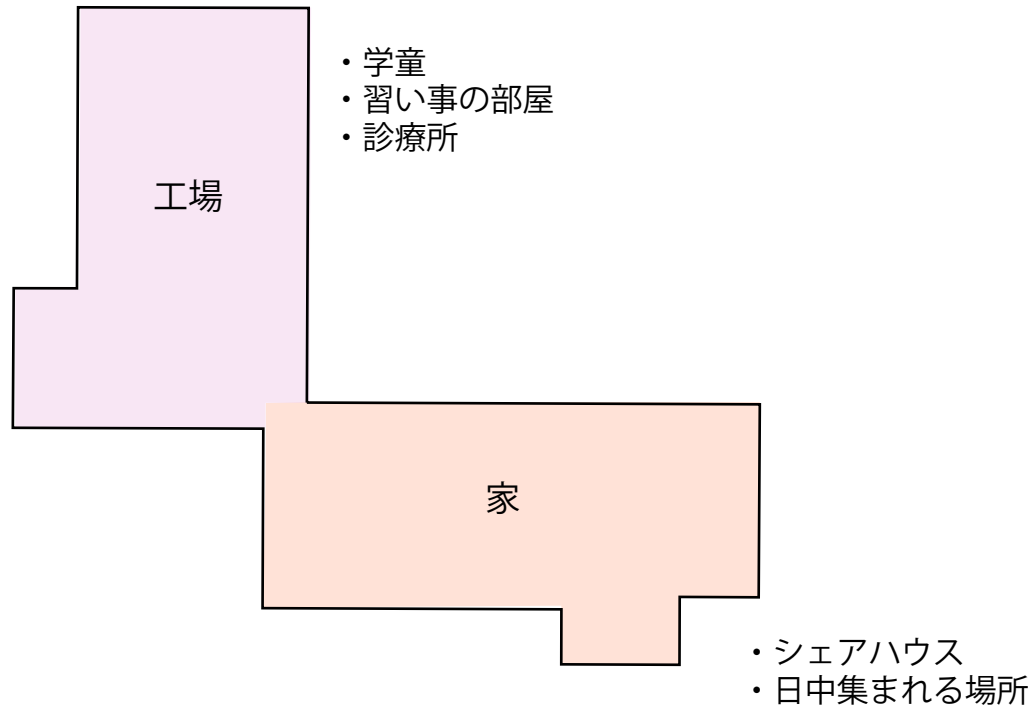 ・学童
・習い事の部屋
・診療所
工場
家
・シェアハウス
・日中集まれる場所